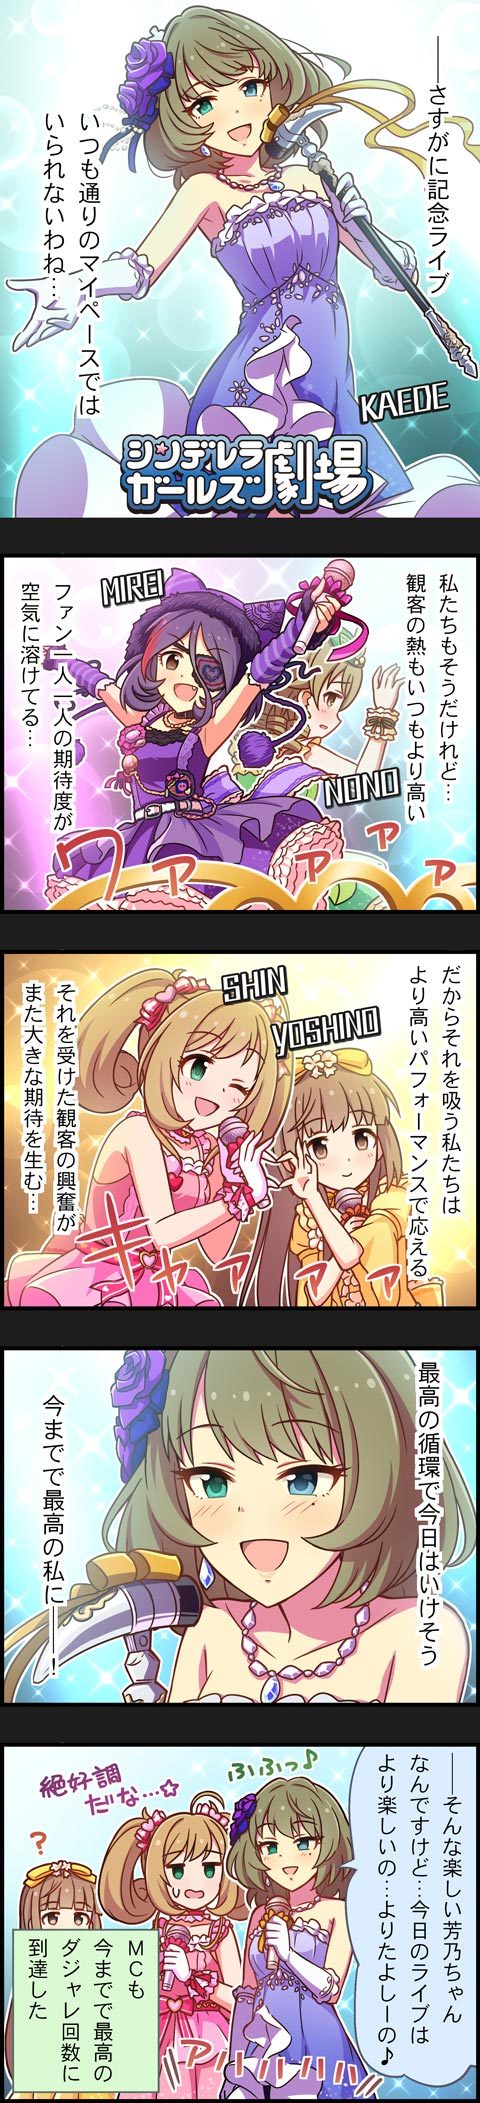 ――さすがに記念ライブ
いつも通りのマイペースでは
いられないわね…
KAEDE
シンデレラ
ガールズ劇場
私たちもそうだけれど…
観客の熱もいつもより高い
MIREI
ファン一人一人の期待度が
空気に溶けてる…
NONO
ワァァァァ
だからそれを吸う私たちは
より高いパフォーマンスで応える
SHIN
YOSHINO
それを受けた観客の興奮が
また大きな期待を生む…
キャァァァァ
最高の循環で今日はいけそう
今までで最高の私に――!
――そんな楽しい芳乃ちゃん
なんですけど…今日のライブは
より楽しいの…よりたよしーの♪
ふふっ♪
絶好調
だな…☆
?
MCも
今までで最高の
ダジャレ回数に
到達した
アハハハハ